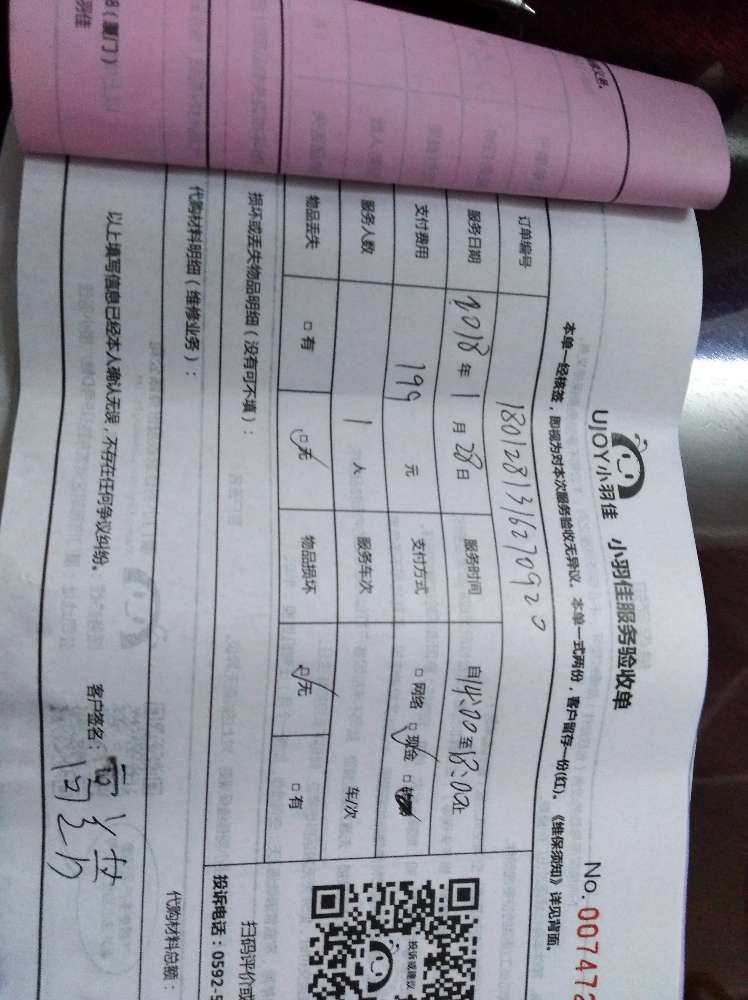 UJOY小羽佳 小羽佳服务验收单
No. 007472
本单一经核签，即视为对本次服务验收无异议。本单一式两份，客户留存一份(红)。《维保须知》详见背面。
订单编号 1801281316270920
服务日期 2018 年 1 月 28 日 服务时间 自14:00至18:00止
支付费用 199 元 支付方式 □ 网络 □ 现金 □
服务人数 1 人 服务车次 车/次
物品丢失 □ 有 □ 无 物品损坏 □ 无 □ 有
损坏或丢失物品明细（没有可不填）：
代购材料明细（维修业务）：
代购材料总额：
以上填写信息已经本人确认无误，不存在任何争议纠纷。 客户签名：
投诉或建议
扫码评价或
投诉电话：0592-5